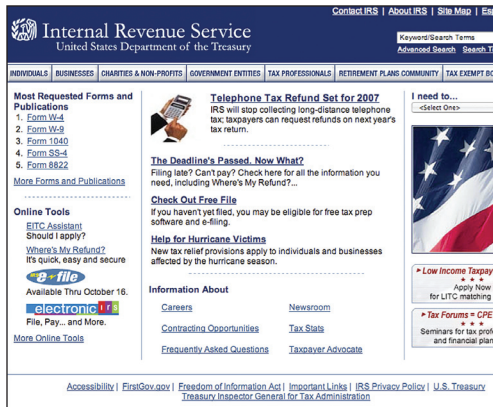 Contact IRS | About IRS | Site Map |
Internal Revenue Service
United States Department of the Treasury
Keyword/Search Terms
Advanced Search Search
INDIVIDUALS BUSINESSES CHARITIES & NON-PROFITS GOVERNMENT ENTITIES TAX PROFESSIONALS RETIREMENT PLANS COMMUNITY TAX EXEMPT
Most Requested Forms and
Publications
1. Form W-4
2. Form W-9
3. Form 1040
4. Form SS-4
5. Form 8822
More Forms and Publications
Online Tools
EITC Assistant
Should I apply?
Where's My Refund?
It's quick, easy and secure
e-file
Available Thru October 16.
electronic IRS
File, Pay... and More.
More Online Tools
Telephone Tax Refund Set for 2007
IRS will stop collecting long-distance telephone
tax; taxpayers can request refunds on next year's
tax return.
The Deadline's Passed. Now What?
Filing late? Can't pay? Check here for all the information you
need, including Where's My Refund?...
Check Out Free File
If you haven't yet filed, you may be eligible for free tax prep
software and e-filing.
Help for Hurricane Victims
New tax relief provisions apply to individuals and businesses
affected by the hurricane season.
Information About
Careers Newsroom
Contracting Opportunities Tax Stats
Frequently Asked Questions Taxpayer Advocate
I need to...
<Select One>
Low Income Taxpay
Apply Now
for LITC matching
Tax Forums = CPE
Seminars for tax profe
and financial plan
Accessibility | FirstGov.gov | Freedom of Information Act | Important Links | IRS Privacy Policy | U.S. Treasury
Treasury Inspector General for Tax Administration